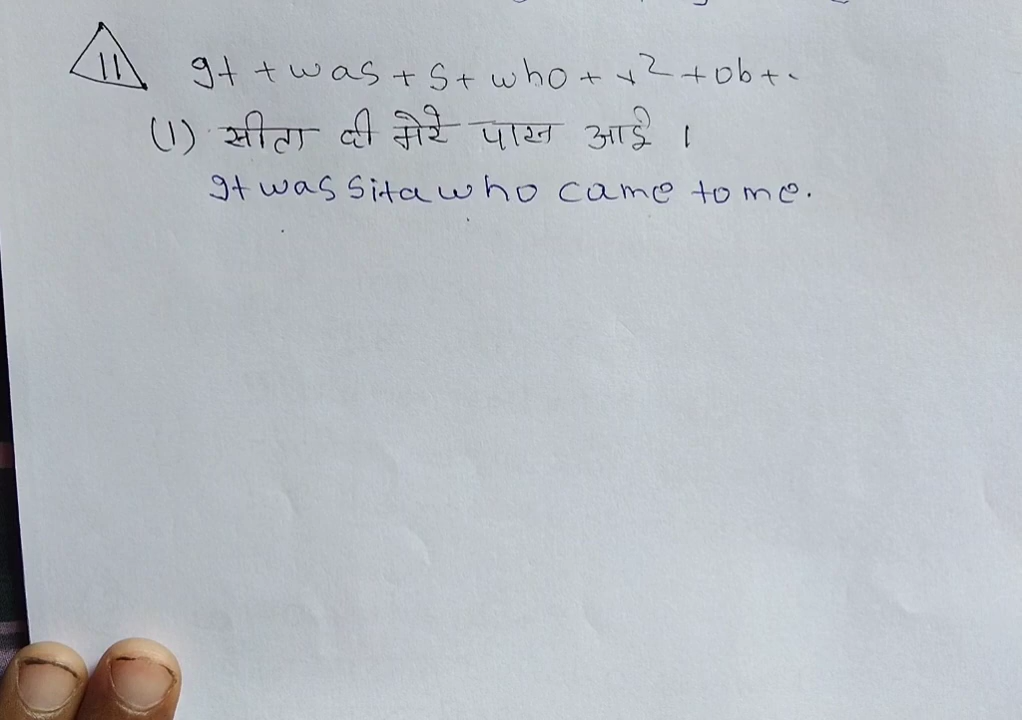 11 It + was + S + who + v2 + ob + .
(1) सीता ही मेरे पास आई ।
It was Sita who came to me.